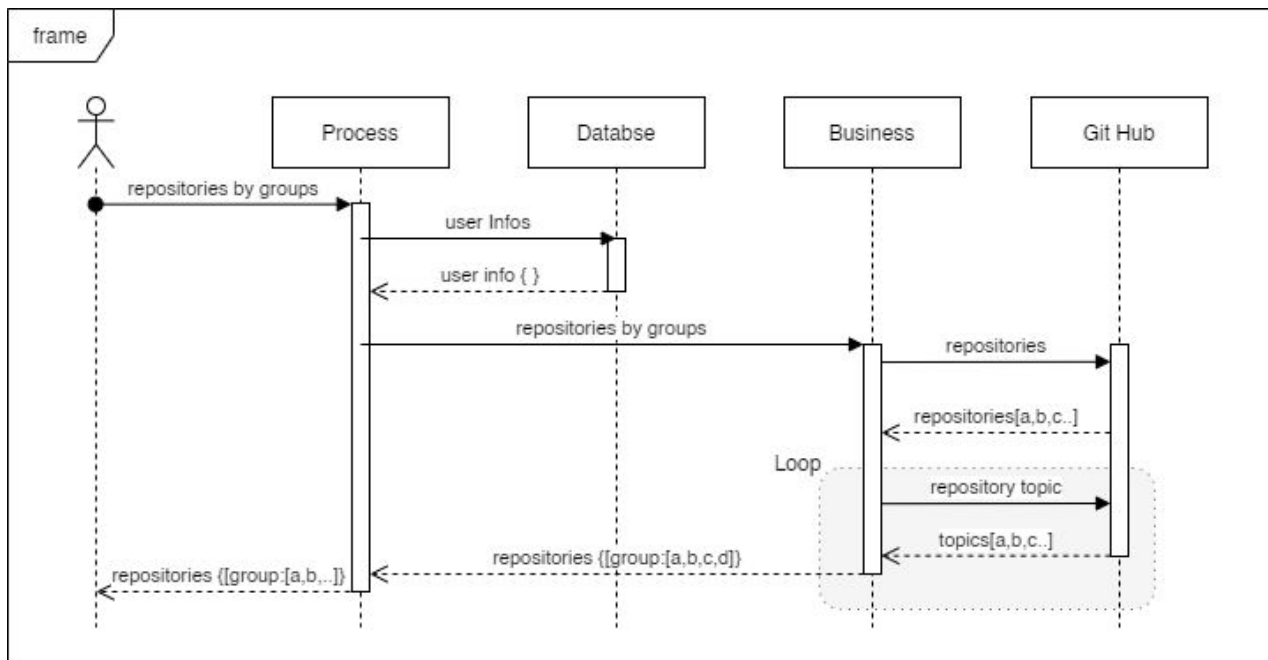 frame
Process
Databse
Business
Git Hub
repositories by groups
user Infos
user info { }
repositories by groups
repositories
repositories[a,b,c..]
Loop
repository topic
topics[a,b,c..]
repositories {[group:[a,b,c,d]}
repositories {[group:[a,b,..]}